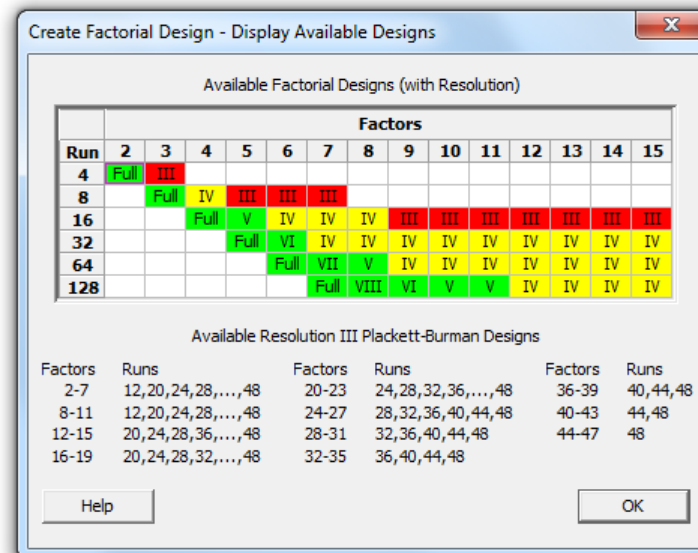 Create Factorial Design - Display Available Designs
x
Available Factorial Designs (with Resolution)
Factors
Run 2 3 4 5 6 7 8 9 10 11 12 13 14 15
4 Full III
8 Full IV III III III
16 Full V IV IV IV III III III III III III III
32 Full VI IV IV IV IV IV IV IV IV IV
64 Full VII V IV IV IV IV IV IV IV
128 Full VIII VI V V IV IV IV IV
Available Resolution III Plackett-Burman Designs
Factors Runs Factors Runs Factors Runs
2-7 12,20,24,28,...,48 20-23 24,28,32,36,...,48 36-39 40,44,48
8-11 12,20,24,28,...,48 24-27 28,32,36,40,44,48 40-43 44,48
12-15 20,24,28,36,...,48 28-31 32,36,40,44,48 44-47 48
16-19 20,24,28,32,...,48 32-35 36,40,44,48
Help OK